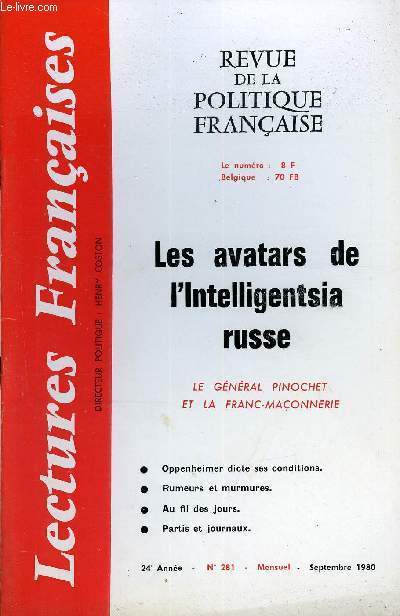 Le-livre.com
Lectures Françaises
DIRECTEUR POLITIQUE : HENRY COSTON
REVUE
DE LA
POLITIQUE
FRANÇAISE
Le numéro : 8 F
Belgique : 70 FB
Les avatars de
l'Intelligentsia
russe
LE GÉNÉRAL PINOCHET
ET LA FRANC-MAÇONNERIE
● Oppenheimer dicte ses conditions.
● Rumeurs et murmures.
● Au fil des jours.
● Partis et journaux.
24e Année - N° 281 - Mensuel - Septembre 1980